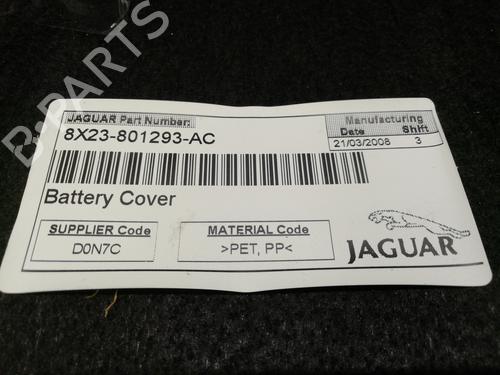 B-PARTS
JAGUAR Part Number:
8X23-801293-AC
Manufacturing
Date Shift
21/03/2008 3
Battery Cover
SUPPLIER Code
D0N7C
MATERIAL Code
>PET, PP<
JAGUAR